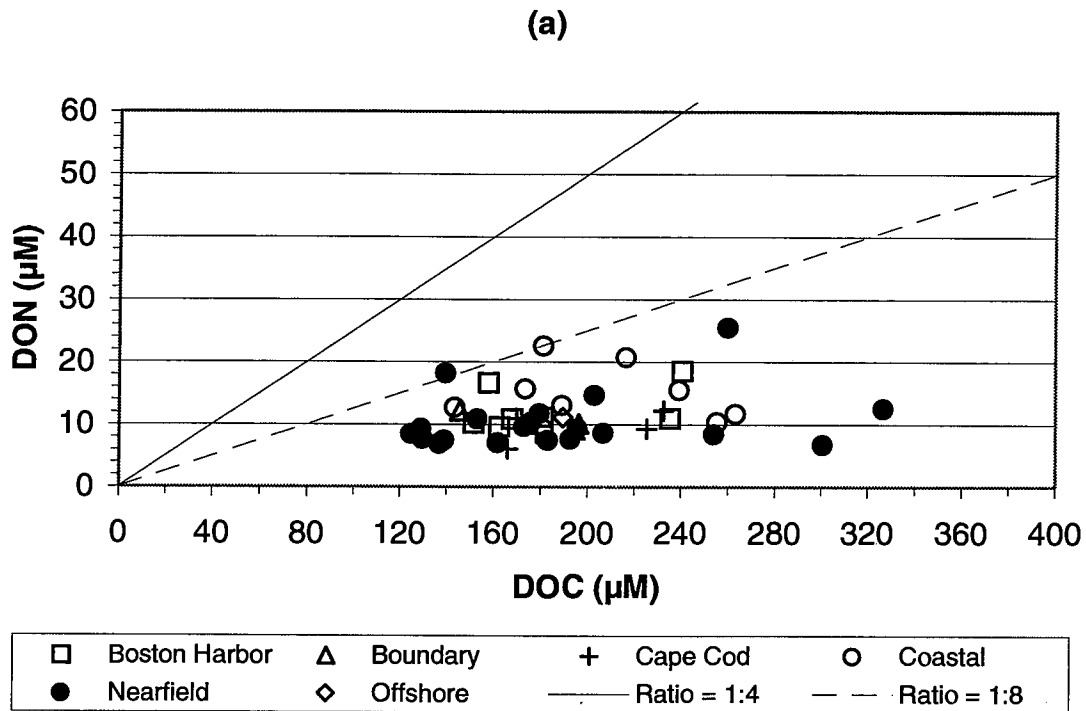 (a)
60
50
40
30
20
10
0
DON (µM)
0 40 80 120 160 200 240 280 320 360 400
DOC (µM)
Boston Harbor Boundary Cape Cod Coastal
Nearfield Offshore Ratio = 1:4 Ratio = 1:8